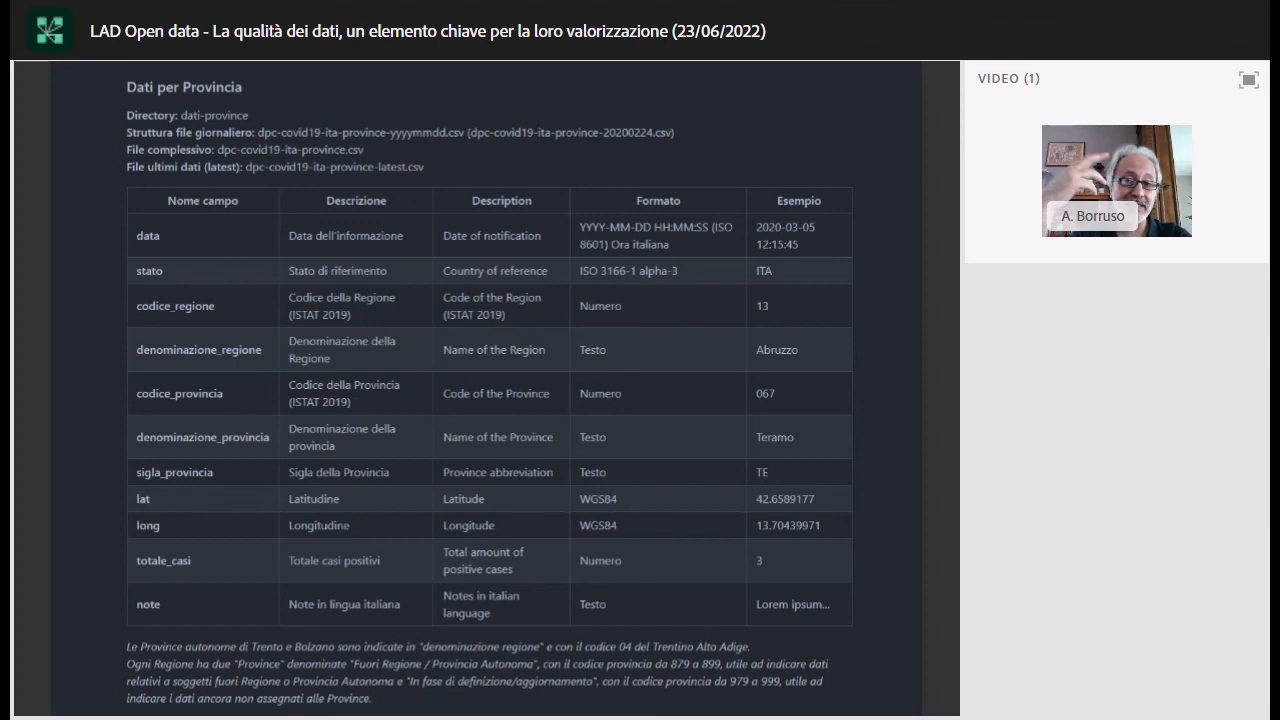 LAD Open data - La qualità dei dati, un elemento chiave per la loro valorizzazione (23/06/2022)
VIDEO (1)
A. Borruso
Dati per Provincia
Directory: dati-province
Struttura file giornaliero: dpc-covid19-ita-province-yyyymmdd.csv (dpc-covid19-ita-province-20200224.csv)
File complessivo: dpc-covid19-ita-province.csv
File ultimi dati (latest): dpc-covid19-ita-province-latest.csv
Nome campo Descrizione Description Formato Esempio
data Data dell'informazione Date of notification YYYY-MM-DD HH:MM:SS (ISO 8601) Ora italiana 2020-03-05 12:15:45
stato Stato di riferimento Country of reference ISO 3166-1 alpha-3 ITA
codice_regione Codice della Regione (ISTAT 2019) Code of the Region (ISTAT 2019) Numero 13
denominazione_regione Denominazione della Regione Name of the Region Testo Abruzzo
codice_provincia Codice della Provincia (ISTAT 2019) Code of the Province Numero 067
denominazione_provincia Denominazione della provincia Name of the Province Testo Teramo
sigla_provincia Sigla della Provincia Province abbreviation Testo TE
lat Latitudine Latitude WGS84 42.6589177
long Longitudine Longitude WGS84 13.70439971
totale_casi Totale casi positivi Total amount of positive cases Numero 3
note Note in lingua italiana Notes in italian language Testo Lorem ipsum...
Le Province autonome di Trento e Bolzano sono indicate in "denominazione regione" e con il codice 04 del Trentino Alto Adige.
Ogni Regione ha due "Province" denominate "Fuori Regione / Provincia Autonoma", con il codice provincia da 879 a 899, utile ad indicare dati
relativi a soggetti fuori Regione o Provincia Autonoma e "In fase di definizione/aggiornamento", con il codice provincia da 979 a 999, utile ad
indicare i dati ancora non assegnati alle Province.